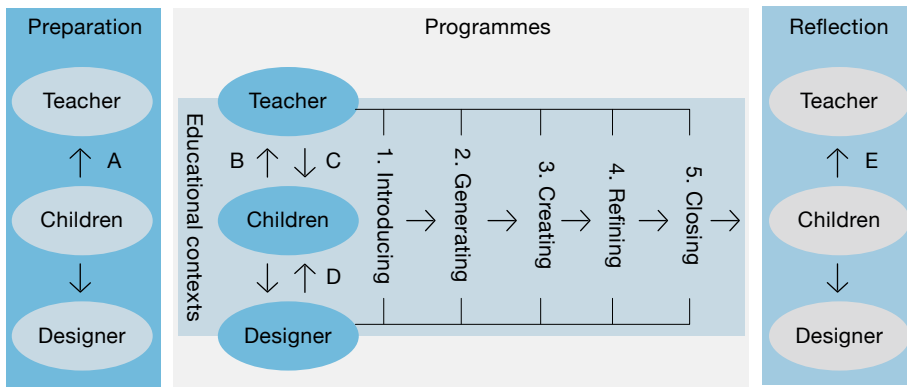 Preparation
Teacher
A
Children
Designer
Programmes
Educational contexts
Teacher
B
C
Children
D
Designer
1. Introducing
2. Generating
3. Creating
4. Refining
5. Closing
Reflection
Teacher
E
Children
Designer